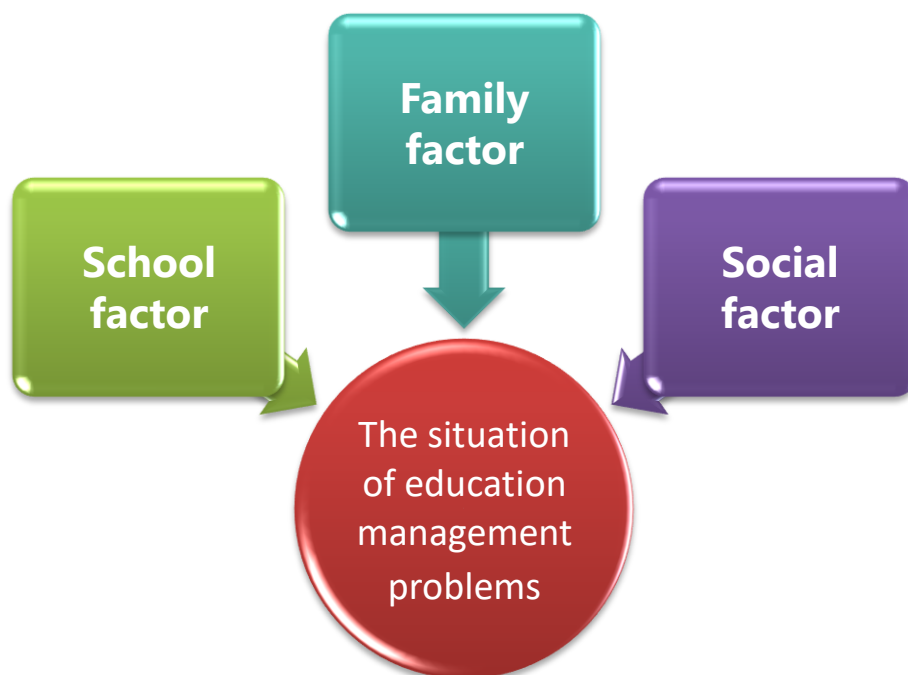 Family
factor
School
factor
Social
factor
The situation
of education
management
problems